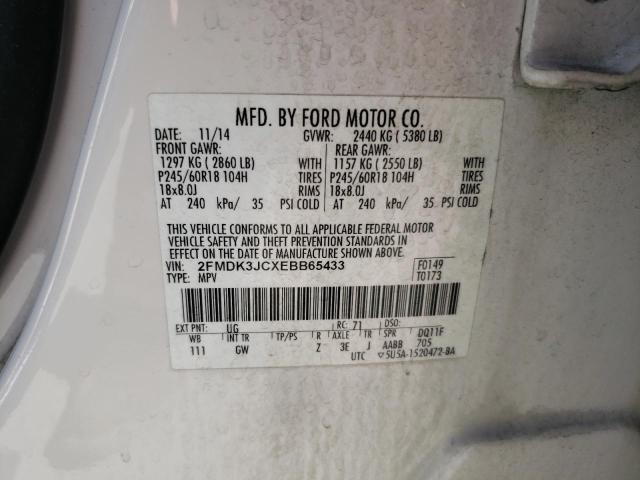 MFD. BY FORD MOTOR CO.
DATE: 11/14 GVWR: 2440 KG ( 5380 LB)
FRONT GAWR: REAR GAWR:
1297 KG ( 2860 LB) WITH 1157 KG ( 2550 LB) WITH
P245/60R18 104H TIRES P245/60R18 104H TIRES
18x8.0J RIMS 18x8.0J RIMS
AT 240 kPa/ 35 PSI COLD AT 240 kPa/ 35 PSI COLD
THIS VEHICLE CONFORMS TO ALL APPLICABLE FEDERAL MOTOR
VEHICLE SAFETY AND THEFT PREVENTION STANDARDS IN
EFFECT ON THE DATE OF MANUFACTURE SHOWN ABOVE.
VIN: 2FMDK3JCXEBB65433 F0149
TYPE: MPV T0173
EXT PNT: UG RC: 71 DSO:
WB INT TR TP/PS R AXLE TR SPR DQ11F
111 GW Z 3E J AABB 705
UTC 5U5A-1520472-BA